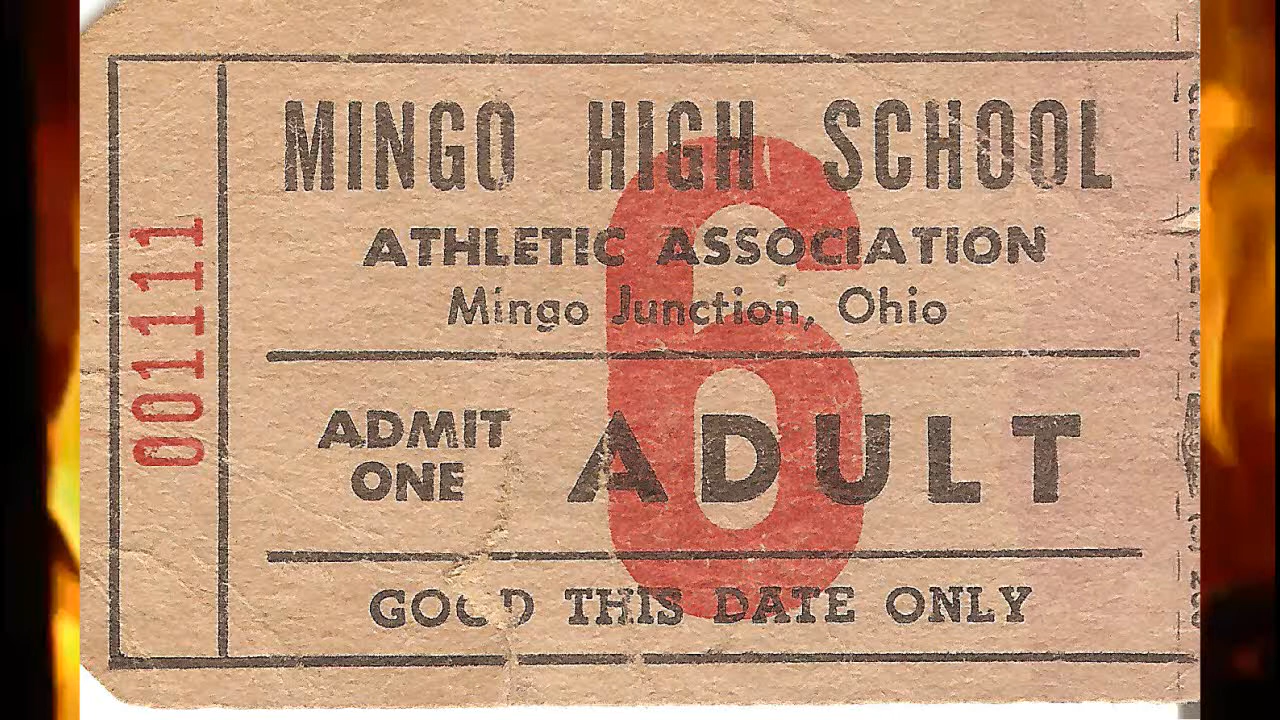 MINGO HIGH SCHOOL
ATHLETIC ASSOCIATION
Mingo Junction, Ohio
6
ADMIT ONE
ADULT
GOOD THIS DATE ONLY
001111